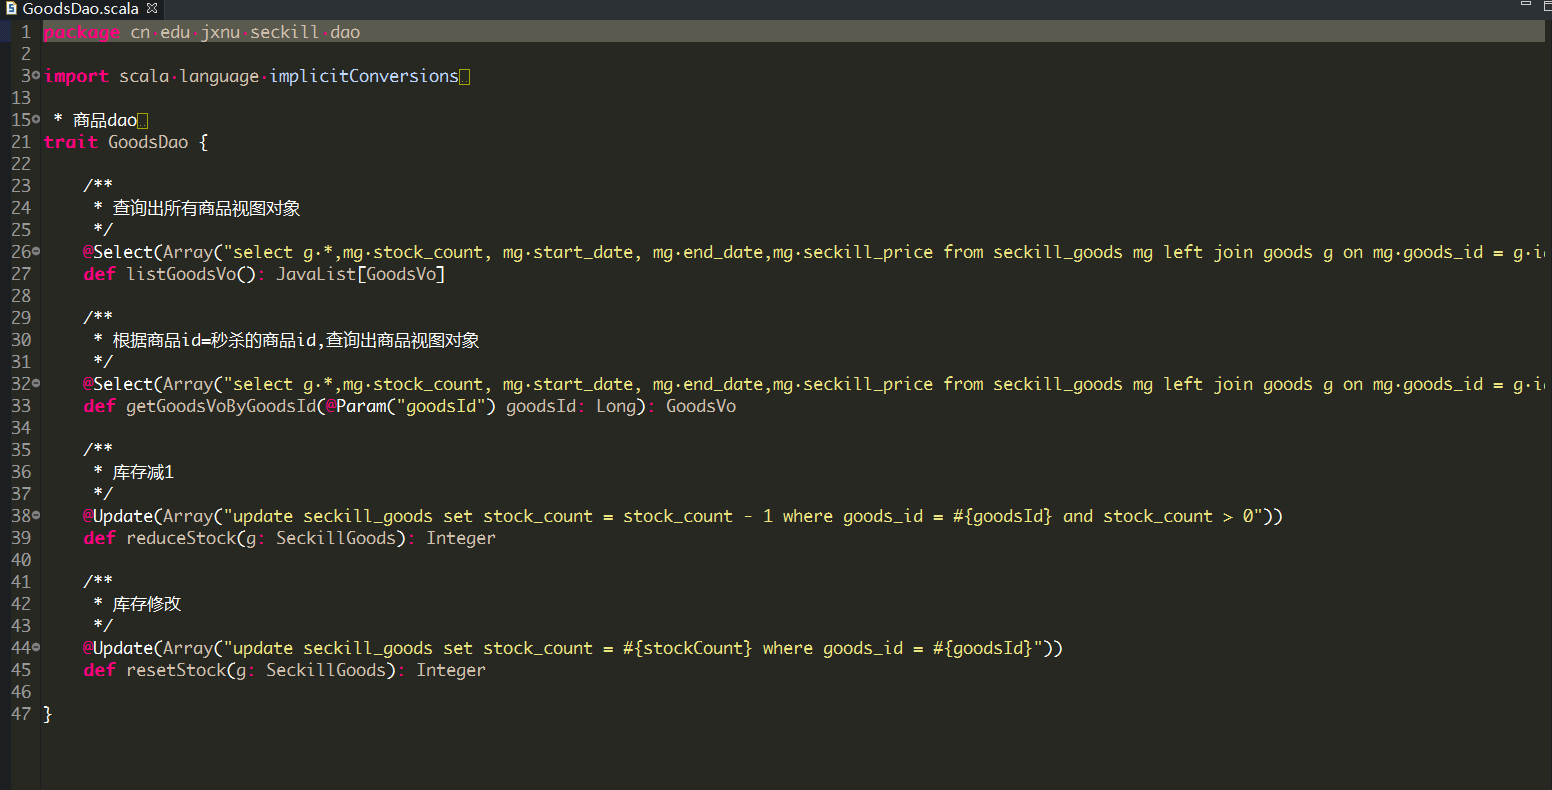 GoodsDao.scala
1 package cn.edu.jxnu.seckill.dao
2
3 import scala.language.implicitConversions
13
15 * 商品dao
21 trait GoodsDao {
22
23 /**
24 * 查询出所有商品视图对象
25 */
26 @Select(Array("select g.*,mg.stock_count, mg.start_date, mg.end_date,mg.seckill_price from seckill_goods mg left join goods g on mg.goods_id = g.i
27 def listGoodsVo(): JavaList[GoodsVo]
28
29 /**
30 * 根据商品id=秒杀的商品id,查询出商品视图对象
31 */
32 @Select(Array("select g.*,mg.stock_count, mg.start_date, mg.end_date,mg.seckill_price from seckill_goods mg left join goods g on mg.goods_id = g.i
33 def getGoodsVoByGoodsId(@Param("goodsId") goodsId: Long): GoodsVo
34
35 /**
36 * 库存减1
37 */
38 @Update(Array("update seckill_goods set stock_count = stock_count - 1 where goods_id = #{goodsId} and stock_count > 0"))
39 def reduceStock(g: SeckillGoods): Integer
40
41 /**
42 * 库存修改
43 */
44 @Update(Array("update seckill_goods set stock_count = #{stockCount} where goods_id = #{goodsId}"))
45 def resetStock(g: SeckillGoods): Integer
46
47 }